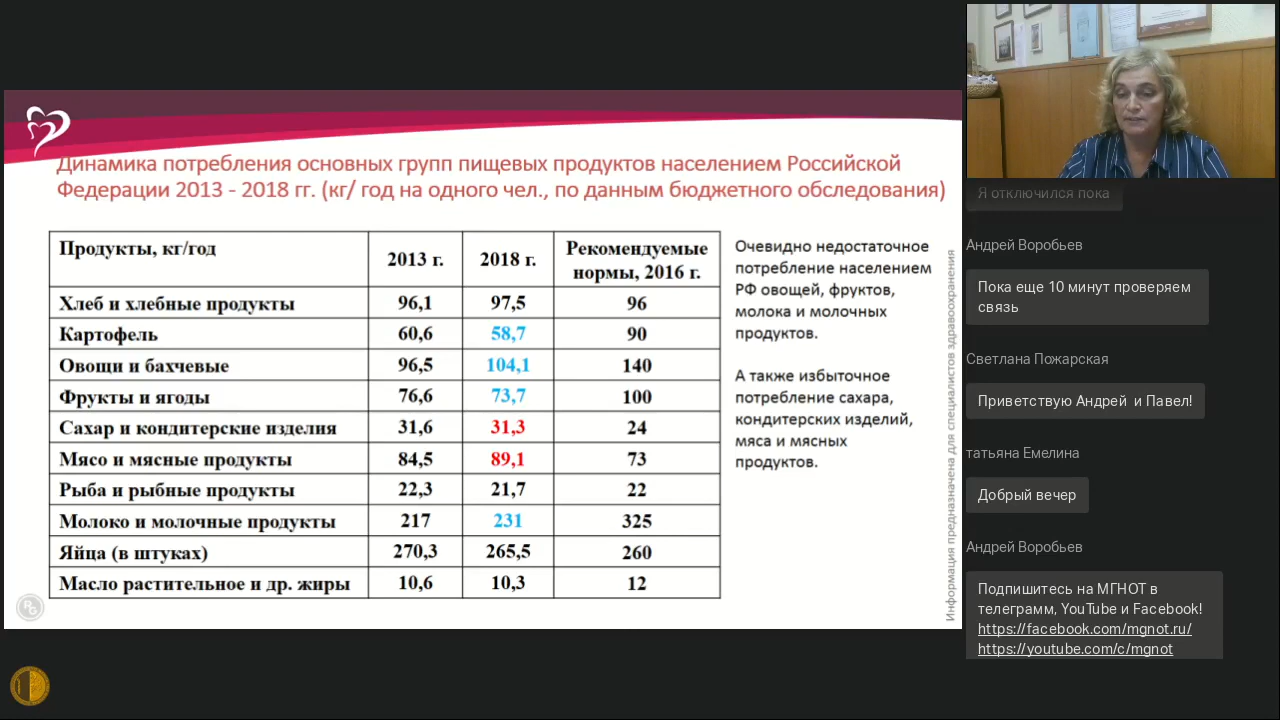 Динамика потребления основных групп пищевых продуктов населением Российской
Федерации 2013 - 2018 гг. (кг/ год на одного чел., по данным бюджетного обследования)
Продукты, кг/год 2013 г. 2018 г. Рекомендуемые нормы, 2016 г.
Хлеб и хлебные продукты 96,1 97,5 96
Картофель 60,6 58,7 90
Овощи и бахчевые 96,5 104,1 140
Фрукты и ягоды 76,6 73,7 100
Сахар и кондитерские изделия 31,6 31,3 24
Мясо и мясные продукты 84,5 89,1 73
Рыба и рыбные продукты 22,3 21,7 22
Молоко и молочные продукты 217 231 325
Яйца (в штуках) 270,3 265,5 260
Масло растительное и др. жиры 10,6 10,3 12
Очевидно недостаточное
потребление населением
РФ овощей, фруктов,
молока и молочных
продуктов.
А также избыточное
потребление сахара,
кондитерских изделий,
мяса и мясных
продуктов.
Информация предназначена для специалистов здравоохранения
PG
Я отключился пока
Андрей Воробьев
Пока еще 10 минут проверяем
связь
Светлана Пожарская
Приветствую Андрей и Павел!
татьяна Емелина
Добрый вечер
Андрей Воробьев
Подпишитесь на МГНОТ в
телеграмм, YouTube и Facebook!
https://facebook.com/mgnot.ru/
https://youtube.com/c/mgnot